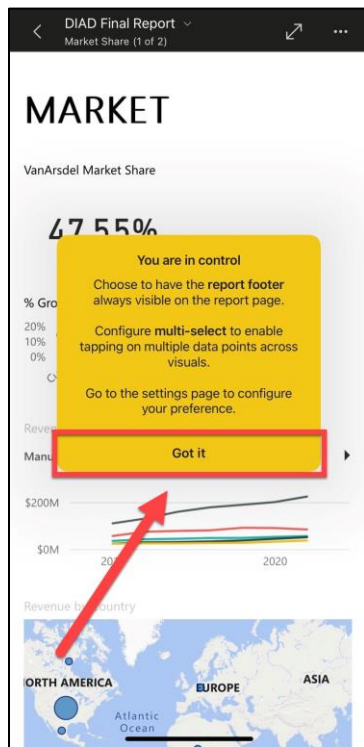 DIAD Final Report
Market Share (1 of 2)
MARKET
VanArsdel Market Share
47.55%
You are in control
Choose to have the report footer
always visible on the report page.
Configure multi-select to enable
tapping on multiple data points across
visuals.
Go to the settings page to configure
your preference.
Got it
% Gro
20%
10%
0%
Reven
Manu
$200M
$0M
20
2020
Revenue by Country
ORTH AMERICA
EUROPE
ASIA
Atlantic
Ocean